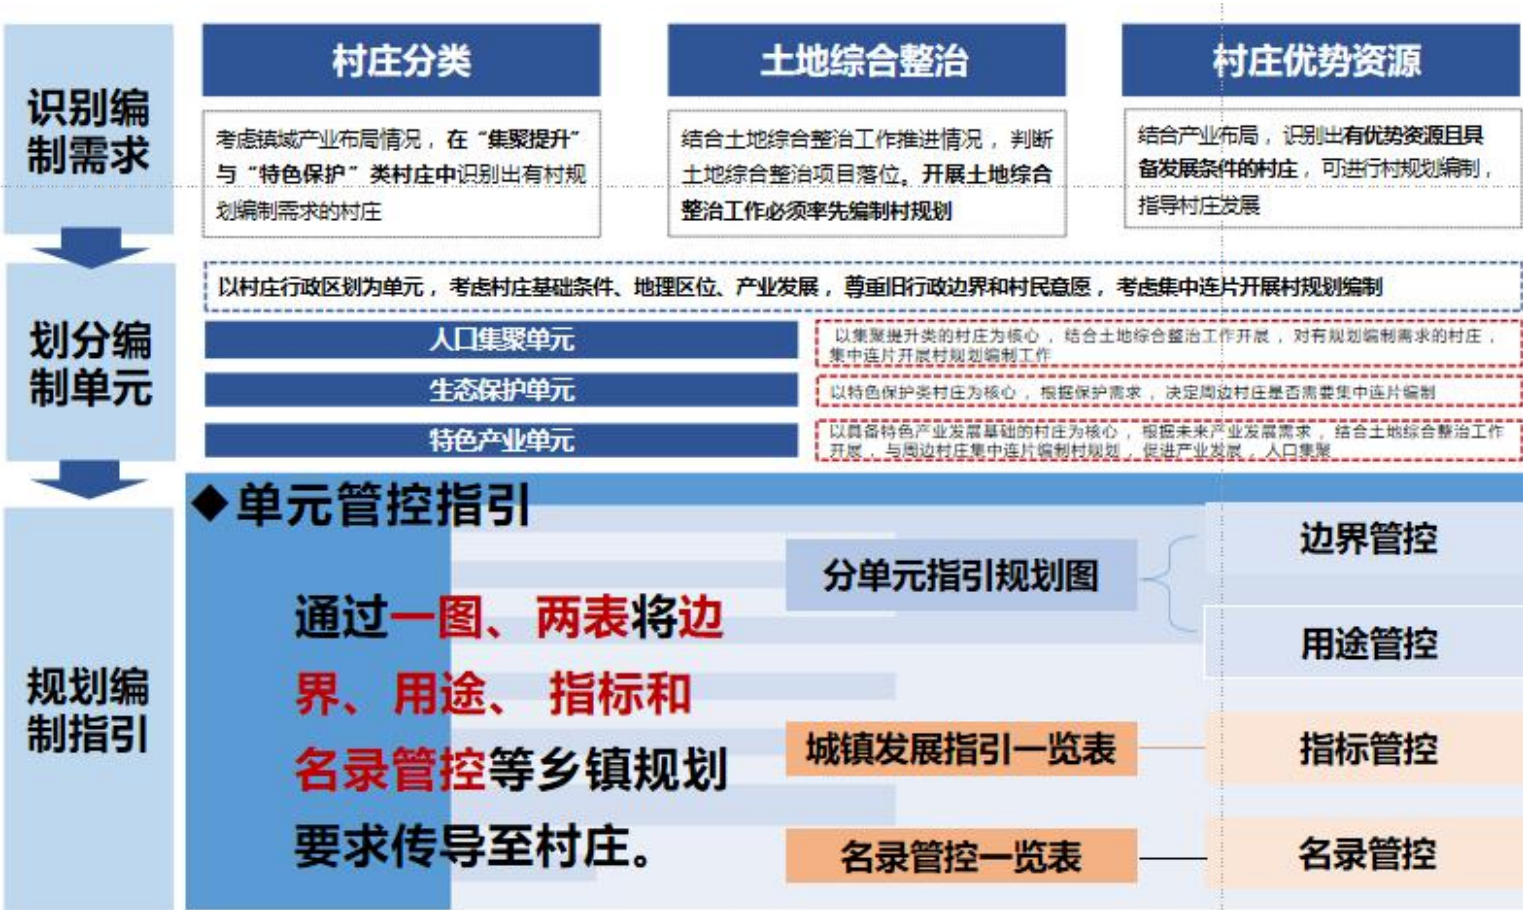 识别编
制需求
村庄分类
考虑镇域产业布局情况，在“集聚提升”
与“特色保护”类村庄中识别出有村规
划编制需求的村庄
土地综合整治
结合土地综合整治工作推进情况，判断
土地综合整治项目落位。开展土地综合
整治工作必须率先编制村规划
村庄优势资源
结合产业布局，识别出有优势资源且具
备发展条件的村庄，可进行村规划编制，
指导村庄发展
划分编
制单元
以村庄行政区划为单元，考虑村庄基础条件、地理区位、产业发展，尊重旧行政边界和村民意愿，考虑集中连片开展村规划编制
人口集聚单元
以集聚提升类的村庄为核心，结合土地综合整治工作开展，对有规划编制需求的村庄，
集中连片开展村规划编制工作
生态保护单元
以特色保护类村庄为核心，根据保护需求，决定周边村庄是否需要集中连片编制
特色产业单元
以具备特色产业发展基础的村庄为核心，根据未来产业发展需求，结合土地综合整治工作
开展，与周边村庄集中连片编制村规划，促进产业发展，人口集聚
规划编
制指引
◆单元管控指引
通过一图、两表将边
界、用途、指标和
名录管控等乡镇规划
要求传导至村庄。
分单元指引规划图
边界管控
用途管控
城镇发展指引一览表
指标管控
名录管控一览表
名录管控